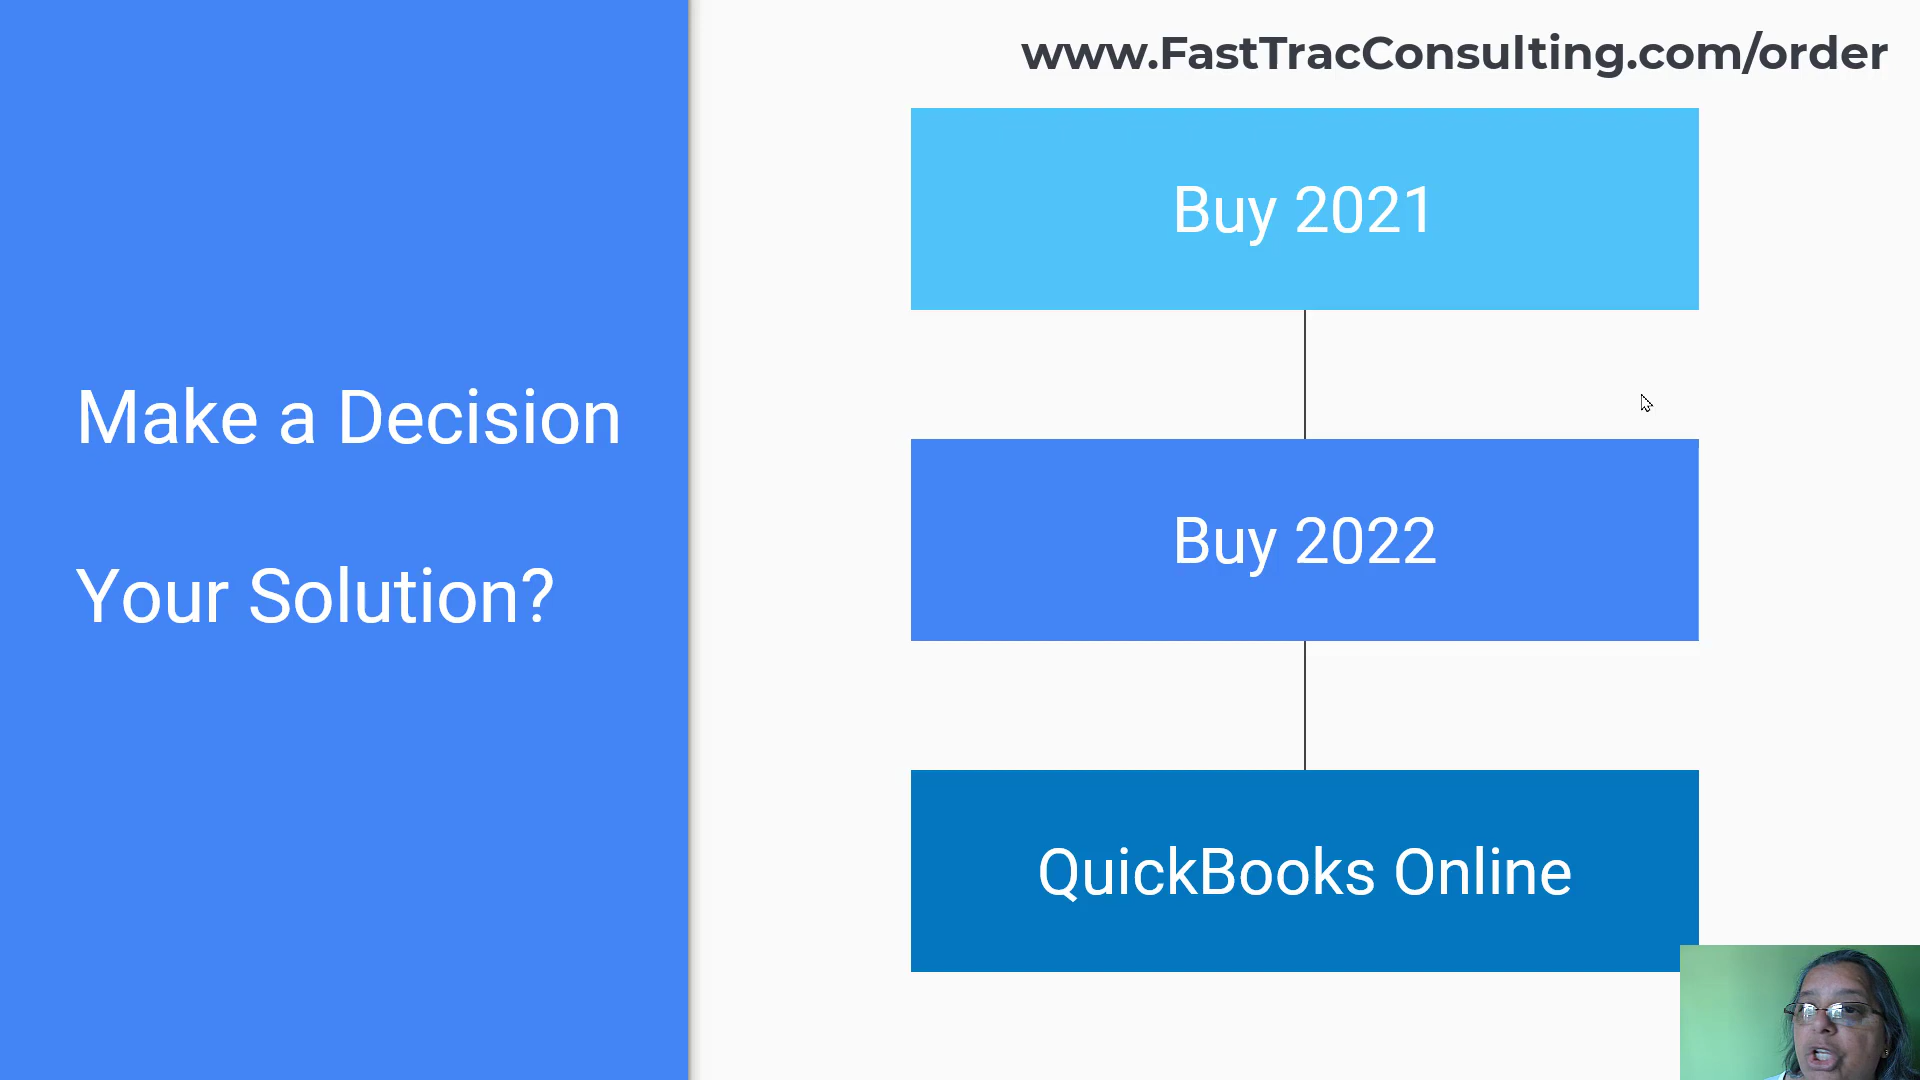 www.FastTracConsulting.com/order
Make a Decision
Your Solution?
Buy 2021
Buy 2022
QuickBooks Online